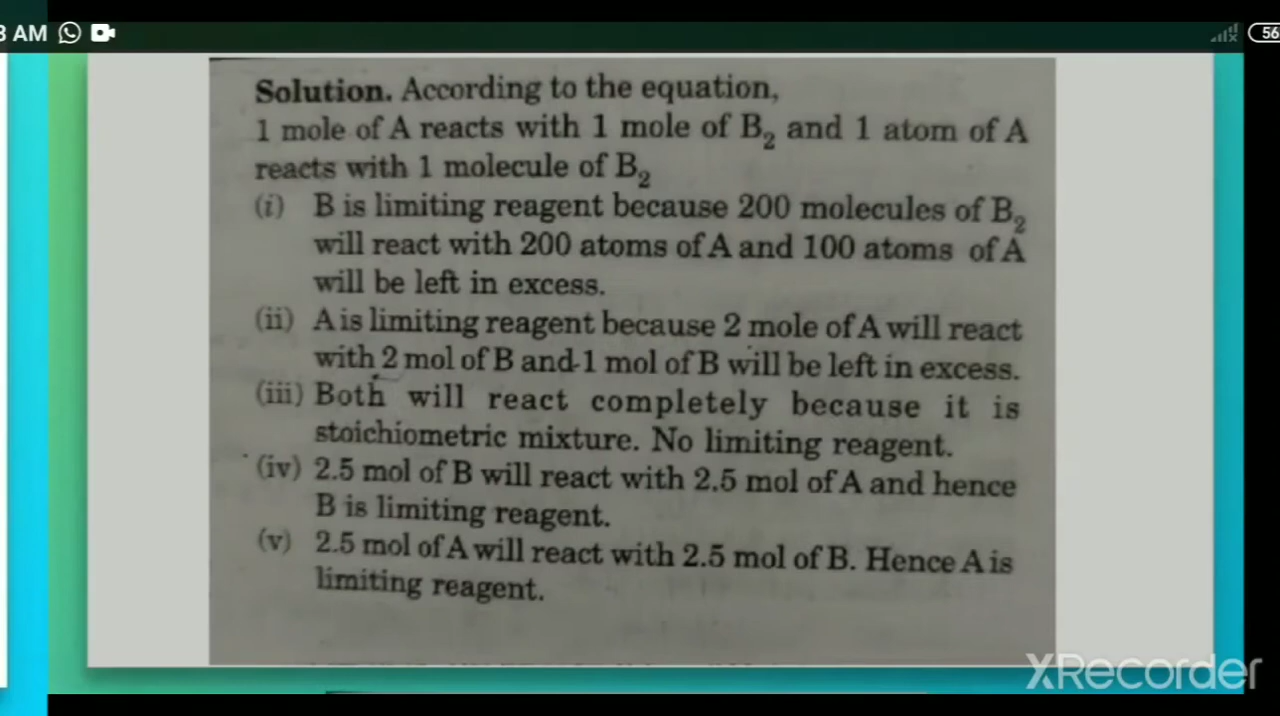 3 AM
56
Solution. According to the equation,
1 mole of A reacts with 1 mole of B₂ and 1 atom of A
reacts with 1 molecule of B₂
(i) B is limiting reagent because 200 molecules of B₂
will react with 200 atoms of A and 100 atoms of A
will be left in excess.
(ii) A is limiting reagent because 2 mole of A will react
with 2 mol of B and 1 mol of B will be left in excess.
(iii) Both will react completely because it is
stoichiometric mixture. No limiting reagent.
(iv) 2.5 mol of B will react with 2.5 mol of A and hence
B is limiting reagent.
(v) 2.5 mol of A will react with 2.5 mol of B. Hence A is
limiting reagent.
XRecorder